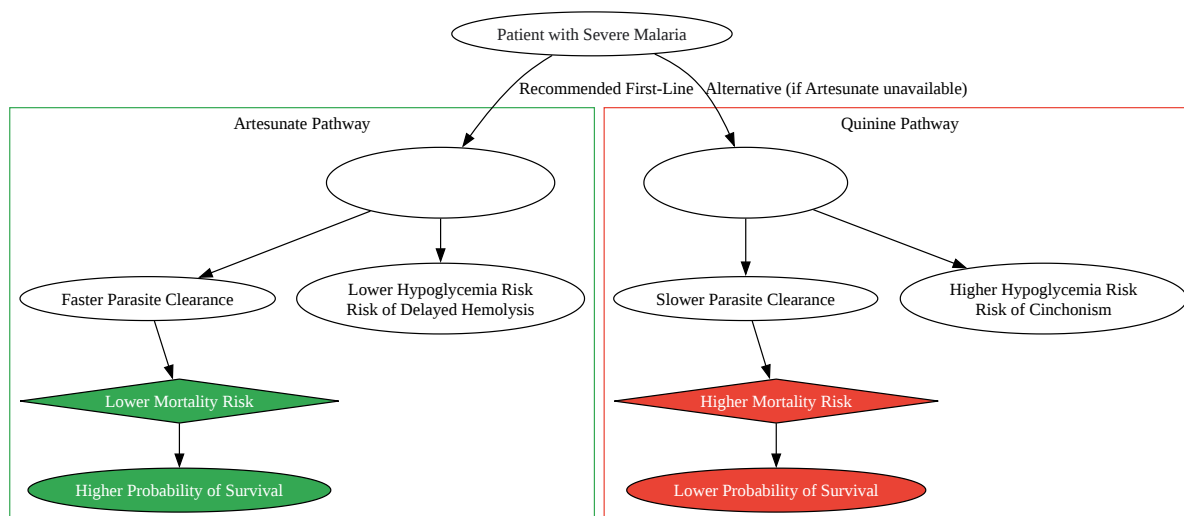 Patient with Severe Malaria
Recommended First-Line
Alternative (if Artesunate unavailable)
Artesunate Pathway
Quinine Pathway
Faster Parasite Clearance
Lower Hypoglycemia Risk
Risk of Delayed Hemolysis
Slower Parasite Clearance
Higher Hypoglycemia Risk
Risk of Cinchonism
Lower Mortality Risk
Higher Mortality Risk
Higher Probability of Survival
Lower Probability of Survival